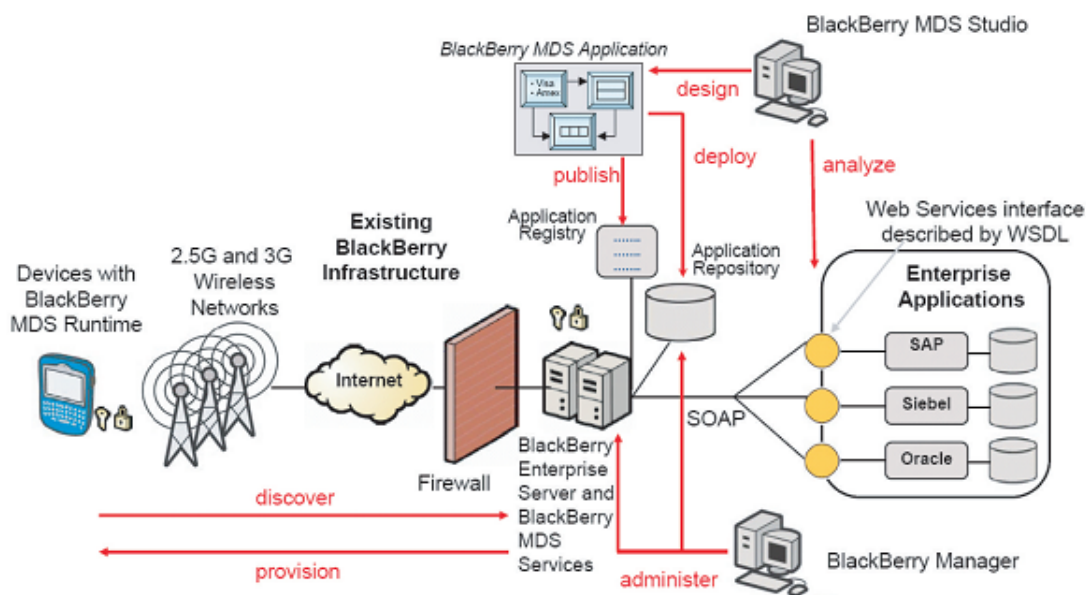 BlackBerry MDS Studio
BlackBerry MDS Application
- Visa
- Amex
design
deploy
analyze
publish
Application
Registry
Application
Repository
Web Services interface
described by WSDL
Existing
BlackBerry
Infrastructure
2.5G and 3G
Wireless
Networks
Devices with
BlackBerry
MDS Runtime
Enterprise
Applications
Internet
SAP
Siebel
Oracle
SOAP
Firewall
BlackBerry
Enterprise
Server and
BlackBerry
MDS
Services
discover
provision
administer
BlackBerry Manager